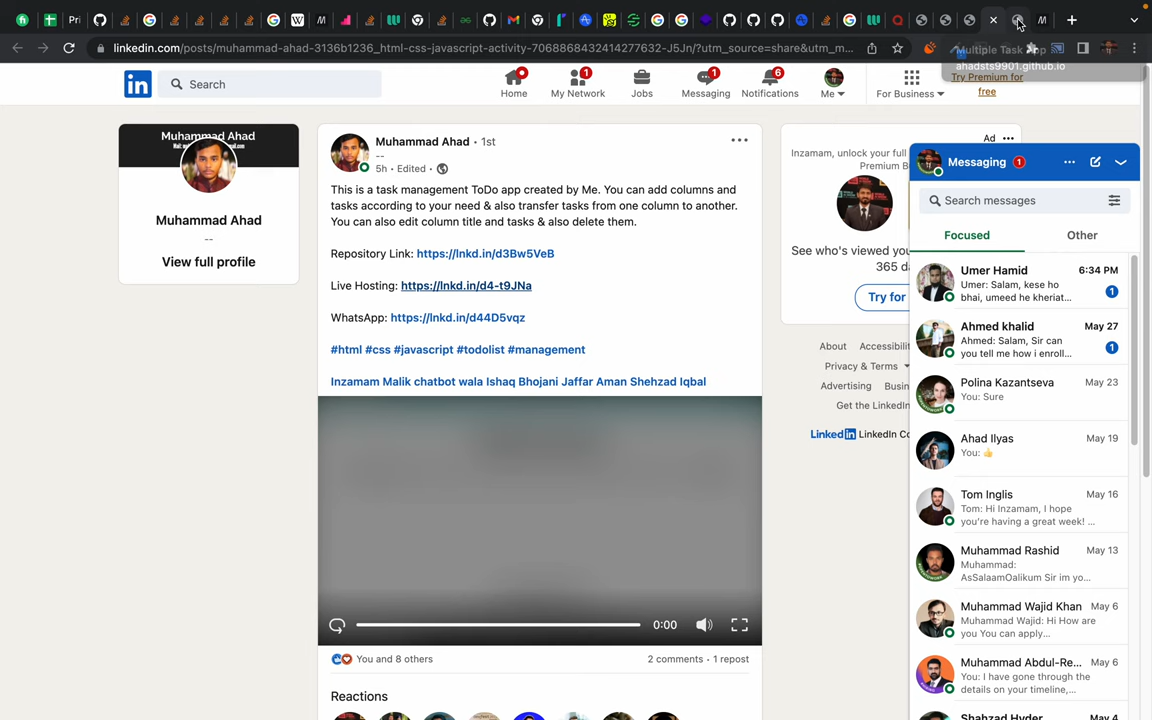 Pri
linkedin.com/posts/muhammad-ahad-3136b1236_html-css-javascript-activity-7068868432414277632-J5Jn/?utm_source=share&utm_m...
Multiple Task App
ahadsts9901.github.io
in
Search
Home
1
My Network
Jobs
1
Messaging
6
Notifications
Me
For Business
Try Premium for
free
Muhammad Ahad
Muhammad Ahad
--
View full profile
Muhammad Ahad • 1st
--
5h • Edited •
This is a task management ToDo app created by Me. You can add columns and
tasks according to your need & also transfer tasks from one column to another.
You can also edit column title and tasks & also delete them.
Repository Link: https://lnkd.in/d3Bw5VeB
Live Hosting: https://lnkd.in/d4-t9JNa
WhatsApp: https://lnkd.in/d44D5vqz
#html #css #javascript #todolist #management
Inzamam Malik chatbot wala Ishaq Bhojani Jaffar Aman Shehzad Iqbal
0:00
You and 8 others
2 comments • 1 repost
Reactions
Ad
Inzamam, unlock your full
Premium B
See who's viewed you
365 da
Try for
About
Accessibilit
Privacy & Terms
Advertising
Busin
Get the LinkedIn
LinkedIn LinkedIn Co
Messaging 1
Search messages
Focused
Other
Umer Hamid
6:34 PM
Umer: Salam, kese ho
bhai, umeed he kheriat...
1
Ahmed khalid
May 27
Ahmed: Salam, Sir can
you tell me how i enroll...
1
Polina Kazantseva
May 23
You: Sure
Ahad Ilyas
May 19
You: 👍
Tom Inglis
May 16
Tom: Hi Inzamam, I hope
you're having a great week! ...
Muhammad Rashid
May 13
Muhammad:
AsSalaamOalikum Sir im yo...
Muhammad Wajid Khan
May 6
Muhammad Wajid: Hi How are
you You can apply...
Muhammad Abdul-Re...
May 6
You: I have gone through the
details on your timeline,...
Shahzad Hyder
May 4